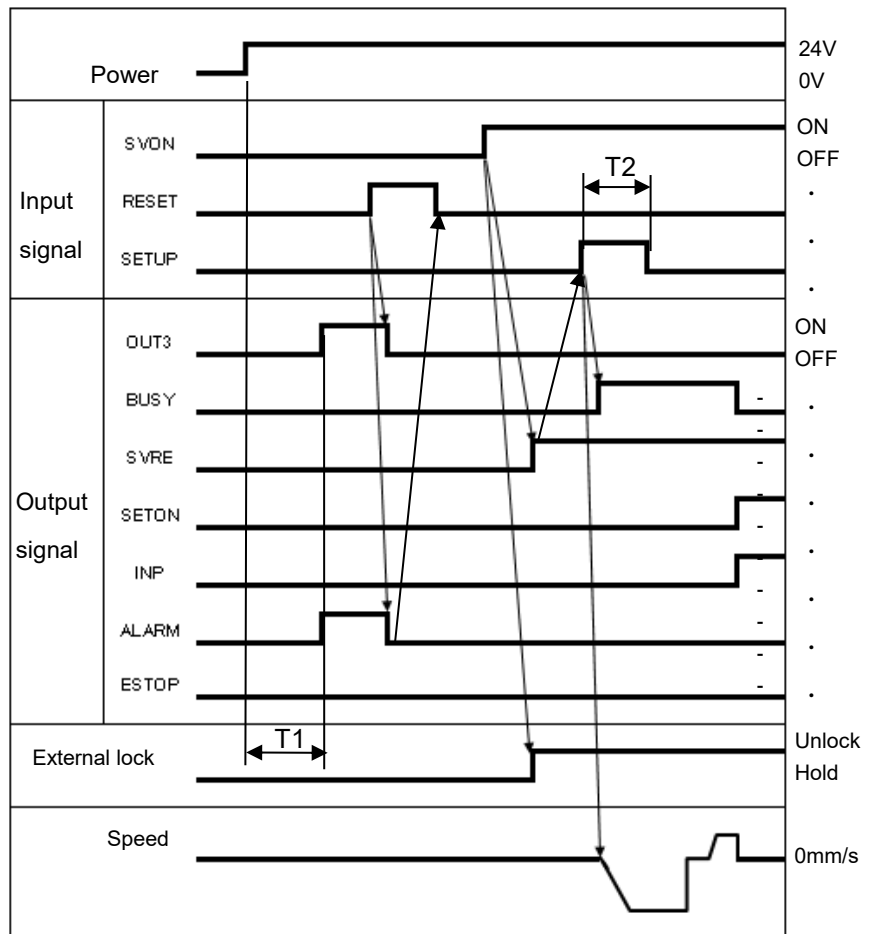 24V
Power
0V
SVON
ON
OFF
T2
Input
signal
RESET
SETUP
OUT3
ON
OFF
BUSY
SVRE
Output
signal
SETON
INP
ALARM
ESTOP
T1
External lock
Unlock
Hold
Speed
0mm/s